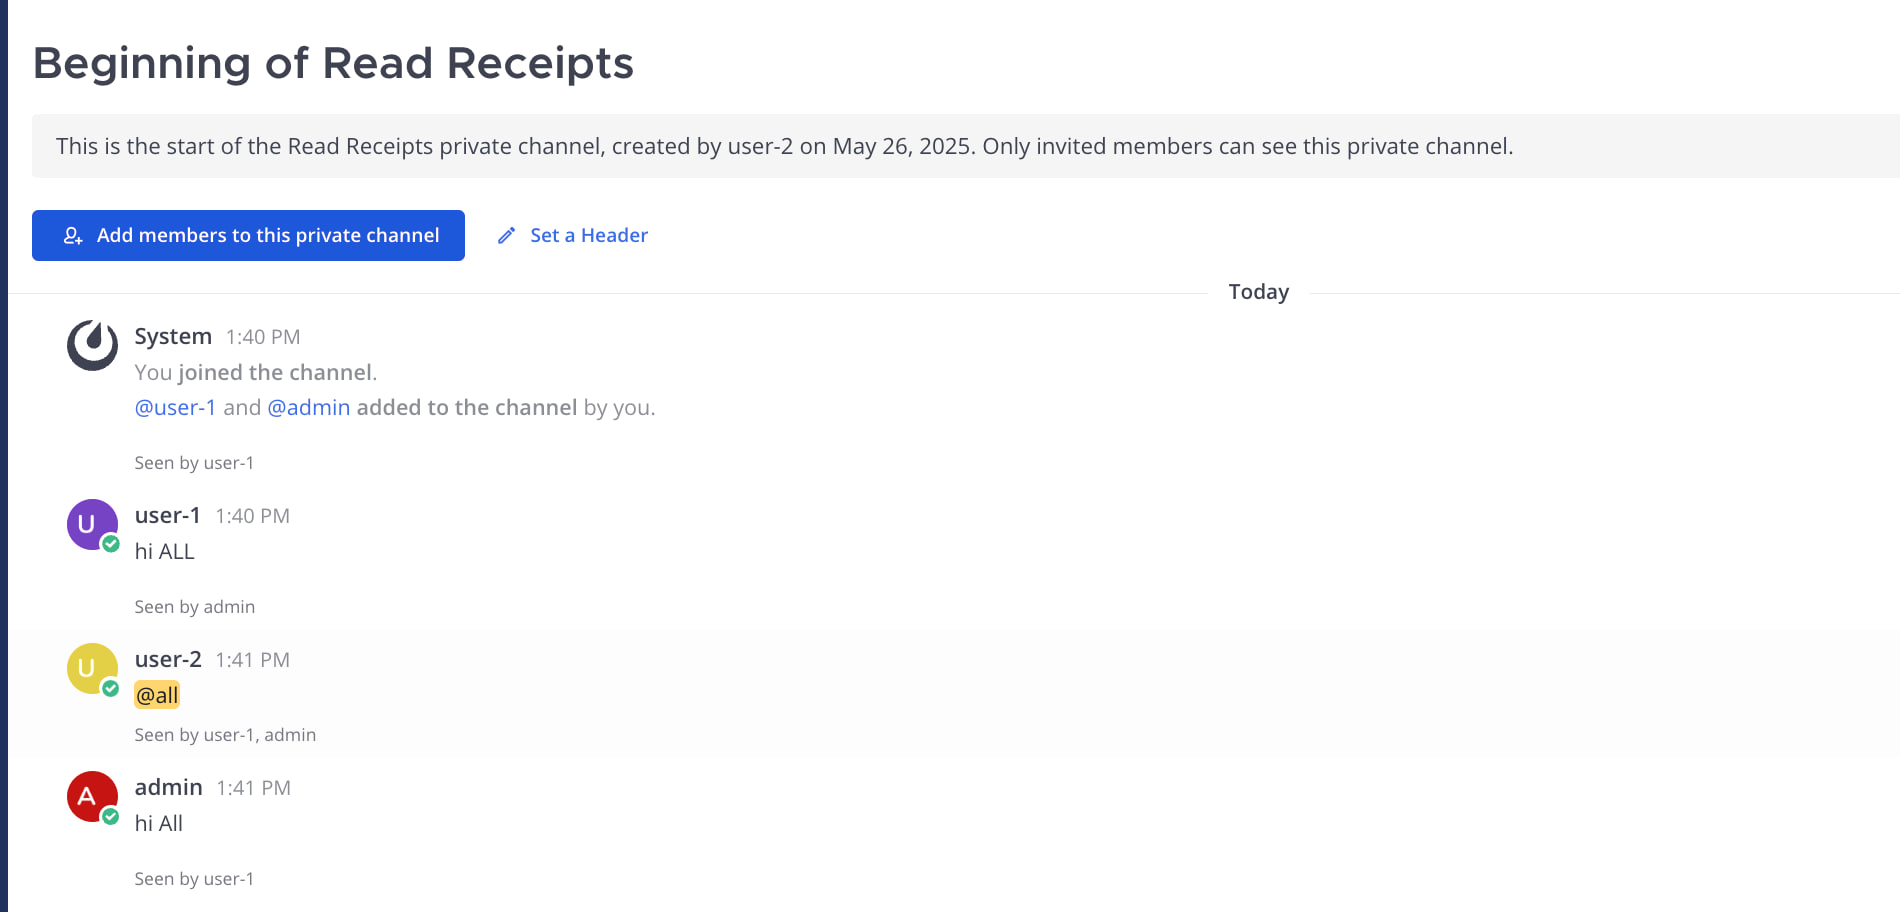 Beginning of Read Receipts
This is the start of the Read Receipts private channel, created by user-2 on May 26, 2025. Only invited members can see this private channel.
Add members to this private channel
Set a Header
Today
System 1:40 PM
You joined the channel.
@user-1 and @admin added to the channel by you.
Seen by user-1
U
user-1 1:40 PM
hi ALL
Seen by admin
U
user-2 1:41 PM
@all
Seen by user-1, admin
A
admin 1:41 PM
hi All
Seen by user-1